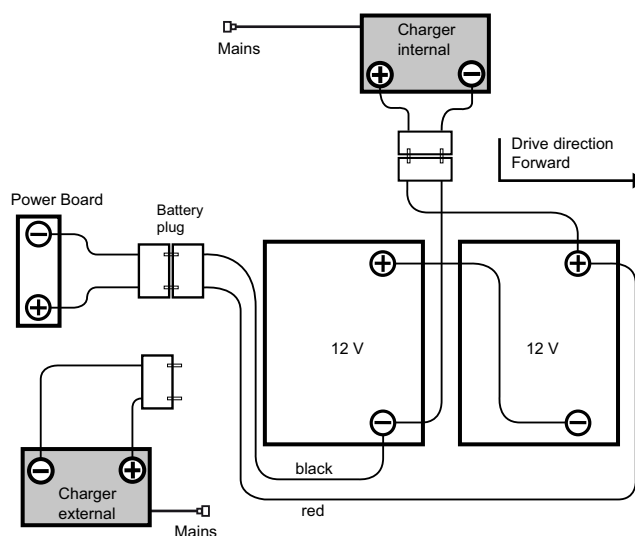 Charger
internal
Mains
Drive direction
Forward
Power Board
Battery
plug
12 V
12 V
black
red
Charger
external
Mains